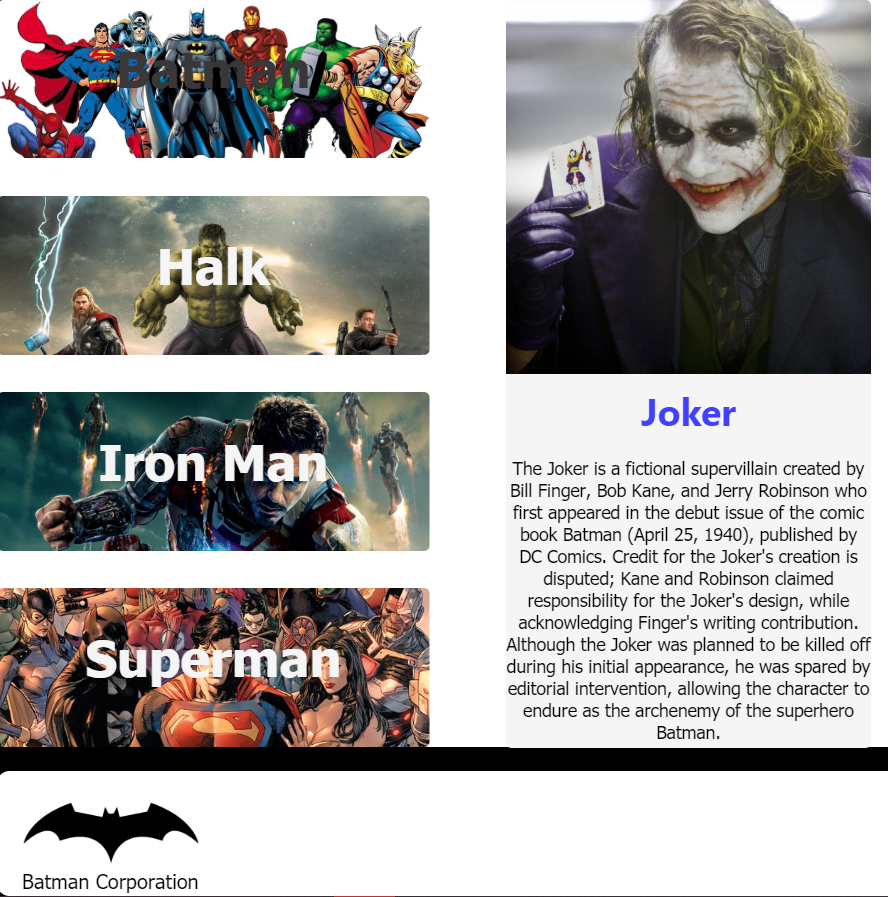 Batman
Halk
Iron Man
Superman
Joker
The Joker is a fictional supervillain created by
Bill Finger, Bob Kane, and Jerry Robinson who
first appeared in the debut issue of the comic
book Batman (April 25, 1940), published by
DC Comics. Credit for the Joker's creation is
disputed; Kane and Robinson claimed
responsibility for the Joker's design, while
acknowledging Finger's writing contribution.
Although the Joker was planned to be killed off
during his initial appearance, he was spared by
editorial intervention, allowing the character to
endure as the archenemy of the superhero
Batman.
Batman Corporation